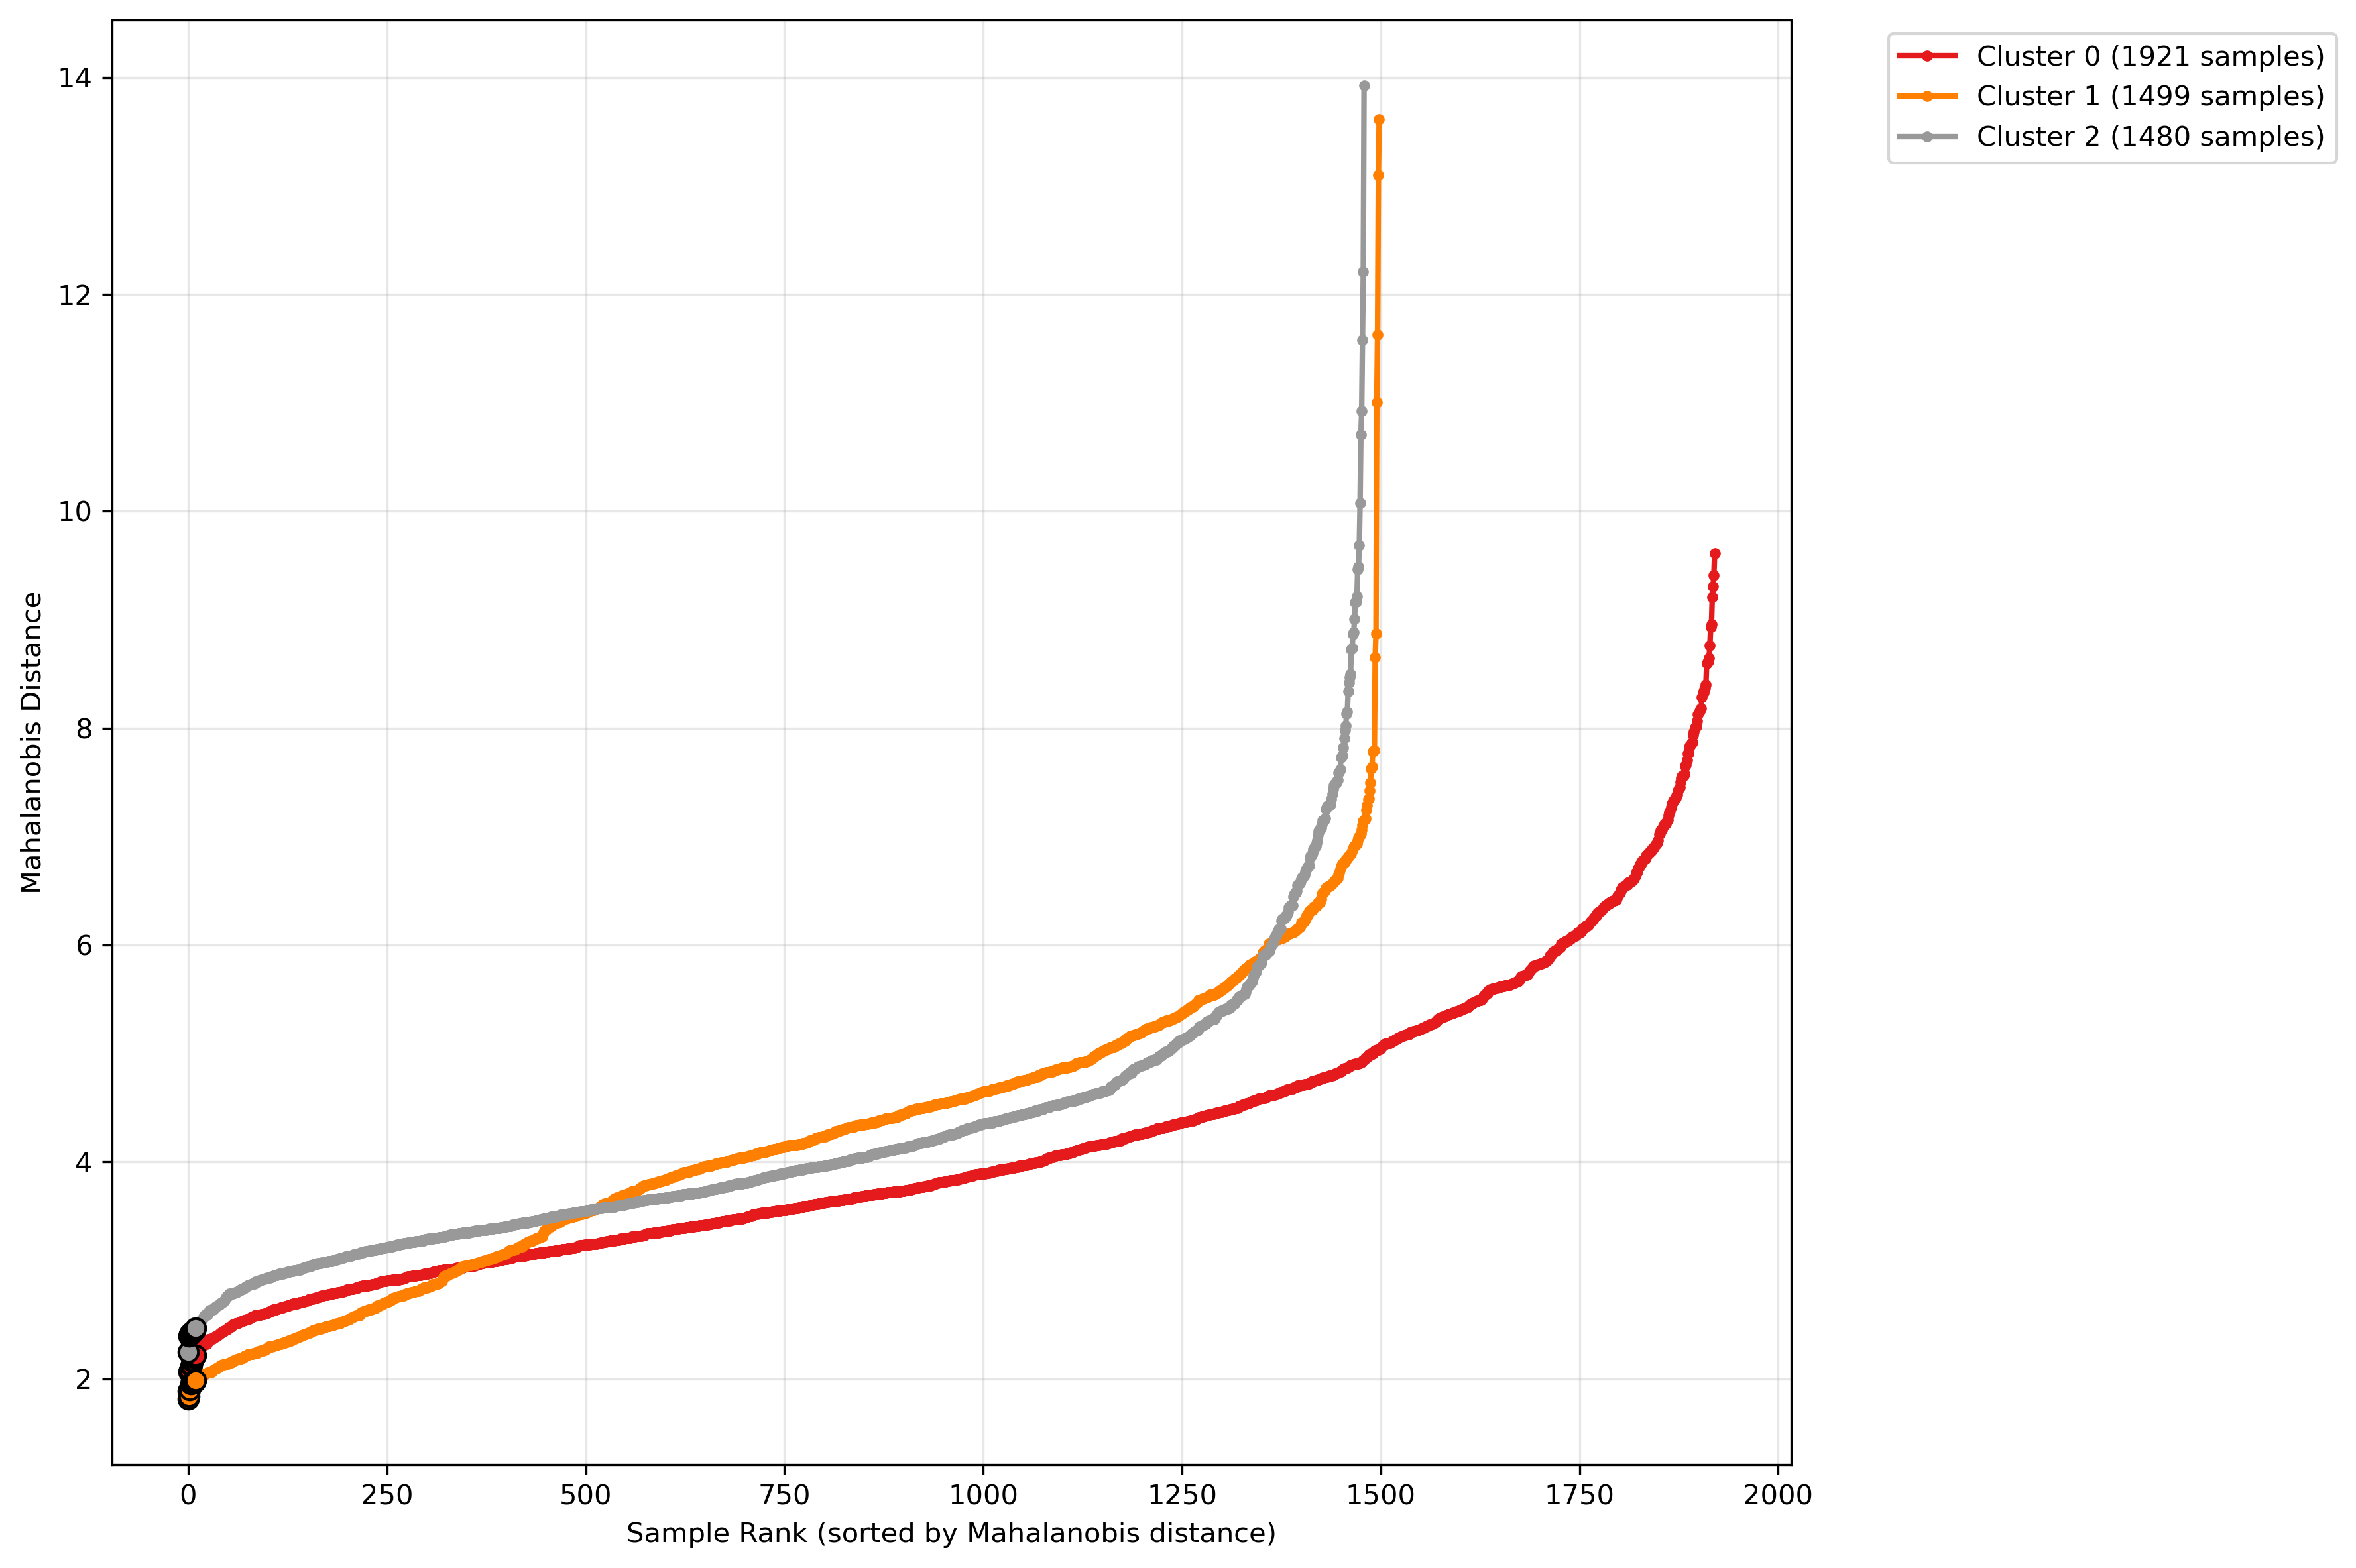 Cluster 0 (1921 samples)
Cluster 1 (1499 samples)
Cluster 2 (1480 samples)
14
12
10
8
6
4
2
Mahalanobis Distance
0 250 500 750 1000 1250 1500 1750 2000
Sample Rank (sorted by Mahalanobis distance)